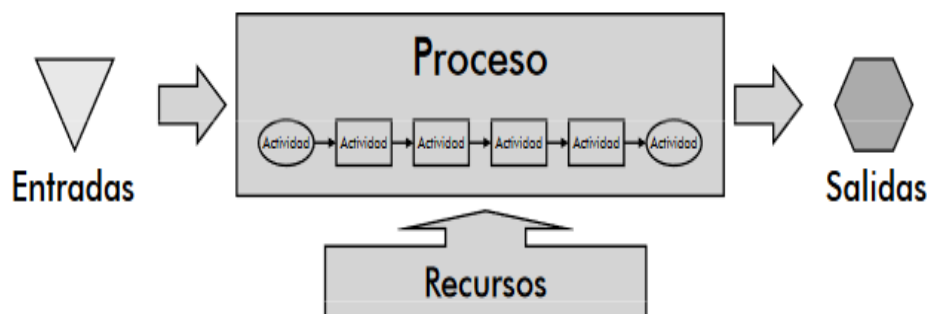 Proceso
Actividad Actividad Actividad Actividad Actividad Actividad
Entradas
Salidas
Recursos